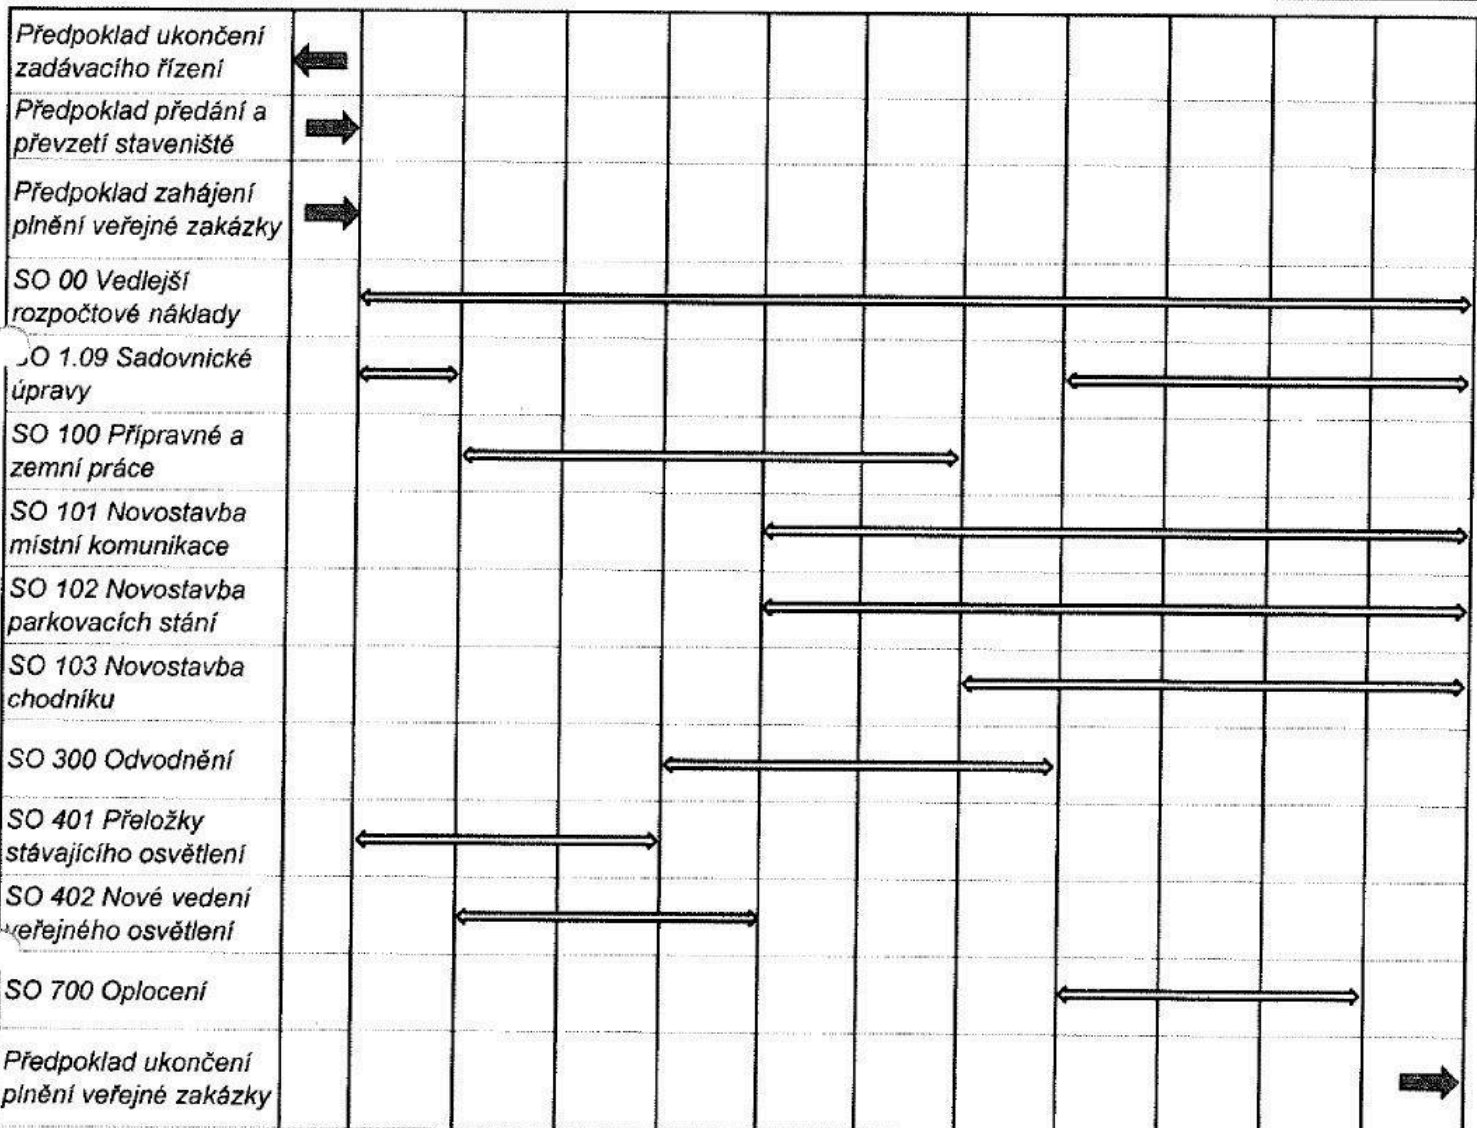 Předpoklad ukončení
zadávacího řízení
Předpoklad předání a
převzetí staveniště
Předpoklad zahájení
plnění veřejné zakázky
SO 00 Vedlejší
rozpočtové náklady
SO 1.09 Sadovnické
úpravy
SO 100 Přípravné a
zemní práce
SO 101 Novostavba
místní komunikace
SO 102 Novostavba
parkovacích stání
SO 103 Novostavba
chodníku
SO 300 Odvodnění
SO 401 Přeložky
stávajícího osvětlení
SO 402 Nové vedení
veřejného osvětlení
SO 700 Oplocení
Předpoklad ukončení
plnění veřejné zakázky